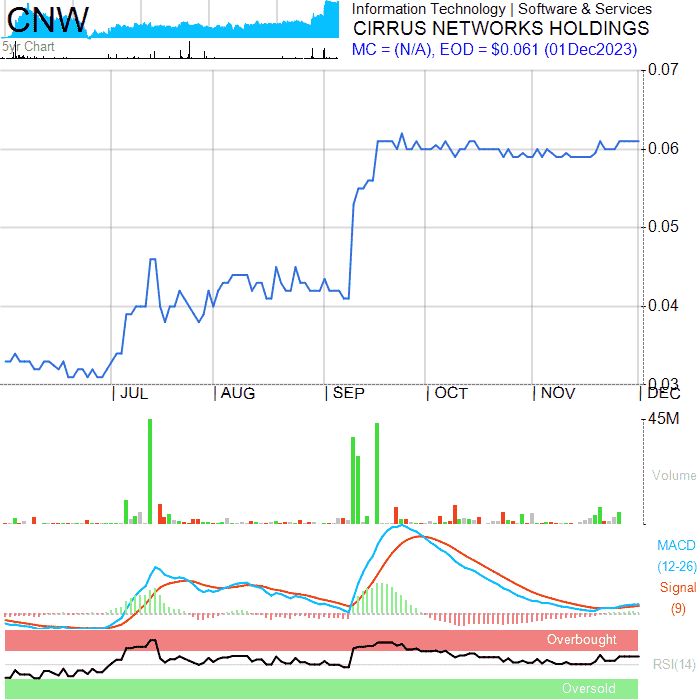 CNW
5yr Chart
Information Technology | Software & Services
CIRRUS NETWORKS HOLDINGS
MC = (N/A), EOD = $0.061 (01Dec2023)
0.07
0.06
0.05
0.04
0.03
| JUL | AUG | SEP | OCT | NOV | DEC
45M
Volume
MACD
(12-26)
Signal
(9)
Overbought
RSI(14)
Oversold